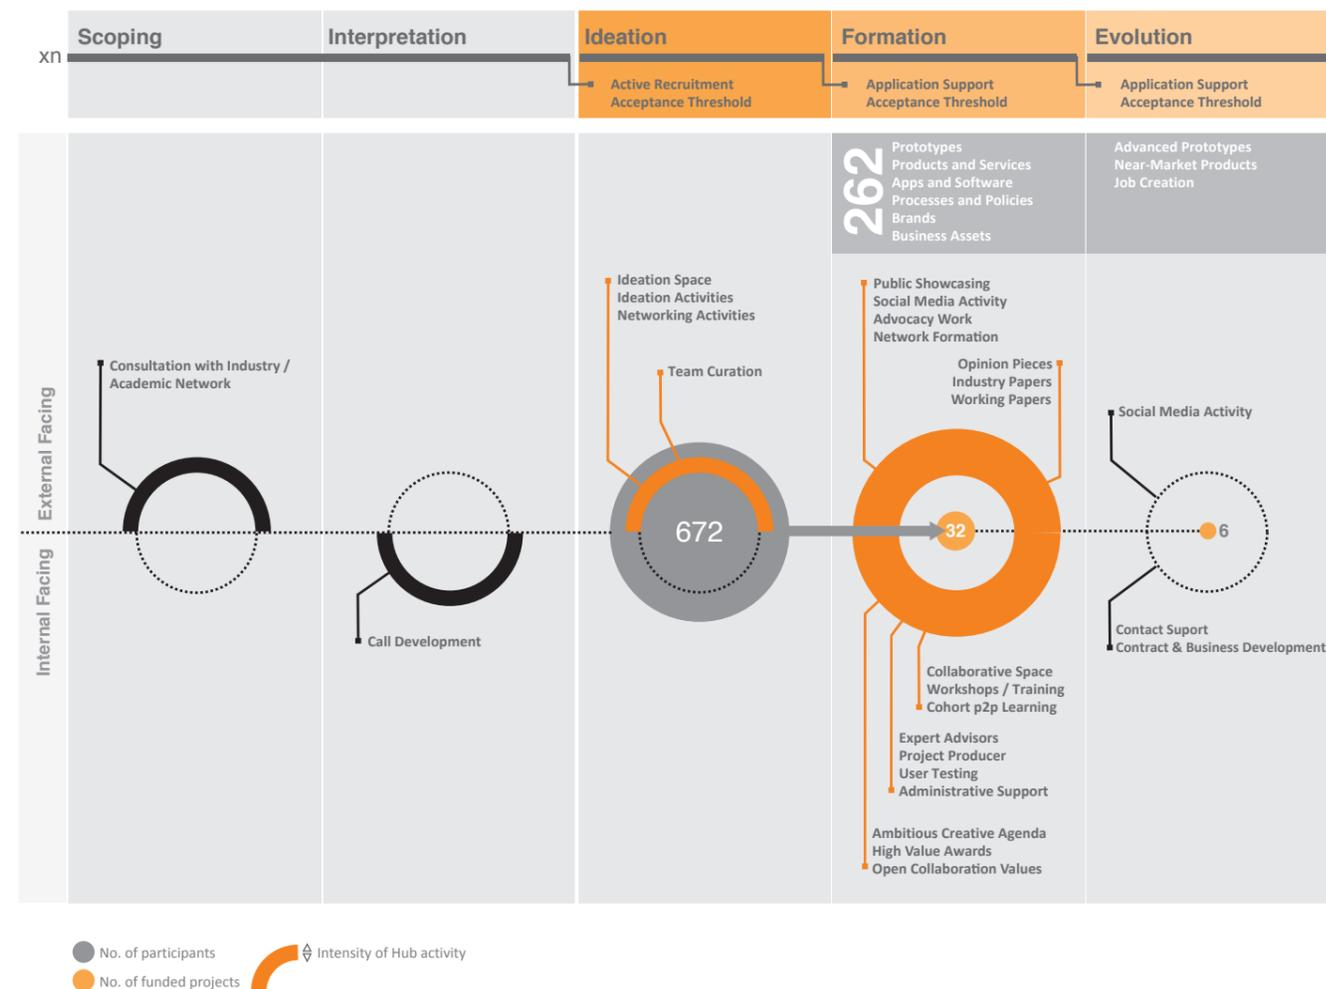 xn
Scoping
Interpretation
Ideation
Formation
Evolution
Active Recruitment
Acceptance Threshold
Application Support
Acceptance Threshold
Application Support
Acceptance Threshold
262
Prototypes
Products and Services
Apps and Software
Processes and Policies
Brands
Business Assets
Advanced Prototypes
Near-Market Products
Job Creation
External Facing
Internal Facing
Consultation with Industry /
Academic Network
Call Development
Ideation Space
Ideation Activities
Networking Activities
Team Curation
672
Public Showcasing
Social Media Activity
Advocacy Work
Network Formation
Opinion Pieces
Industry Papers
Working Papers
32
Collaborative Space
Workshops / Training
Cohort p2p Learning
Expert Advisors
Project Producer
User Testing
Administrative Support
Ambitious Creative Agenda
High Value Awards
Open Collaboration Values
Social Media Activity
6
Contact Suport
Contract & Business Development
No. of participants
No. of funded projects
Intensity of Hub activity